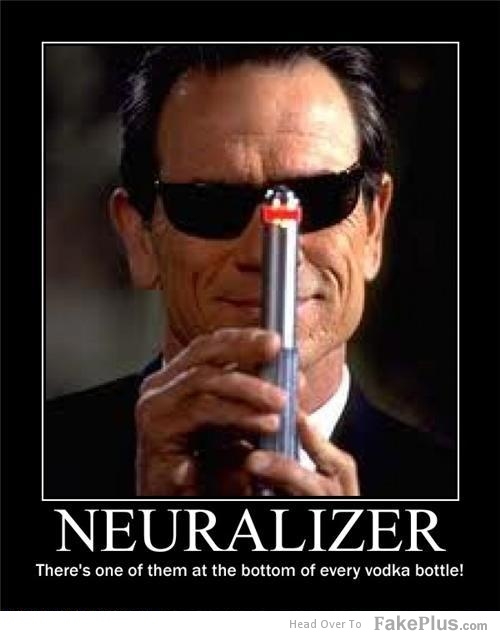 NEURALIZER
There's one of them at the bottom of every vodka bottle!
Head Over To FakePlus.com